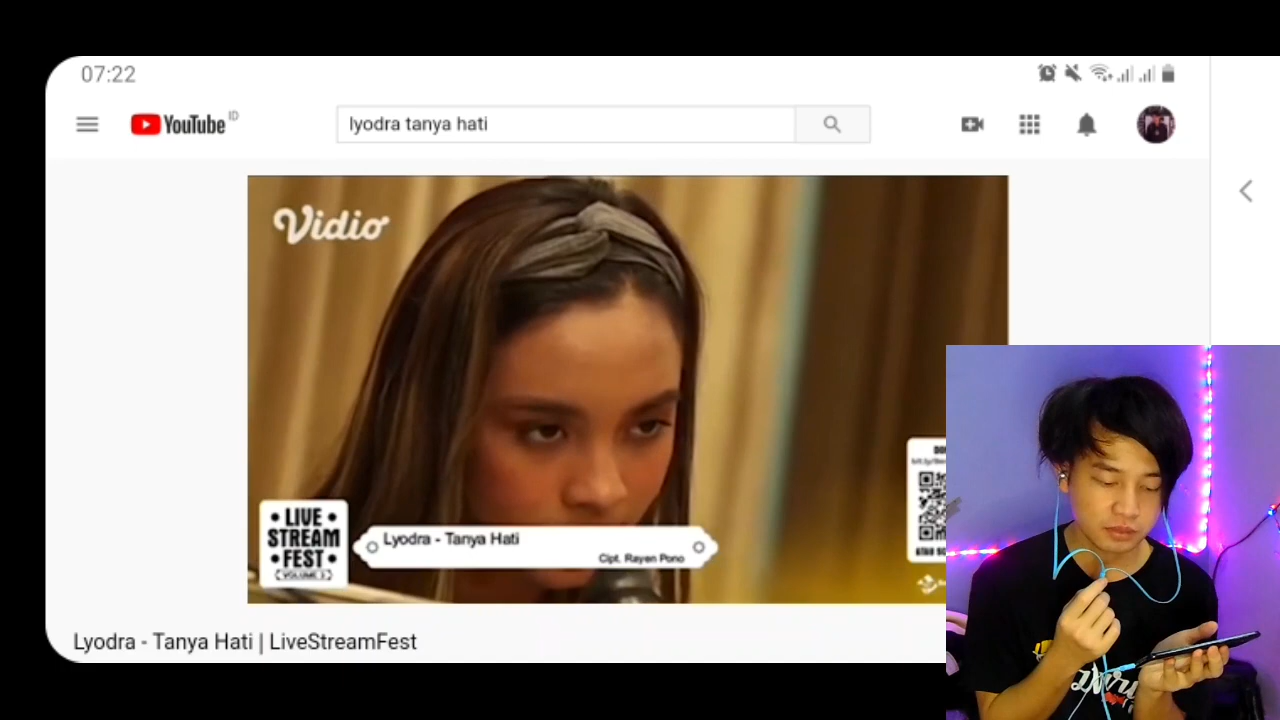 07:22
YouTube ID
lyodra tanya hati
Vidio
LIVE
STREAM
FEST
Lyodra - Tanya Hati
Cipt. Rayen Pono
Lyodra - Tanya Hati | LiveStreamFest